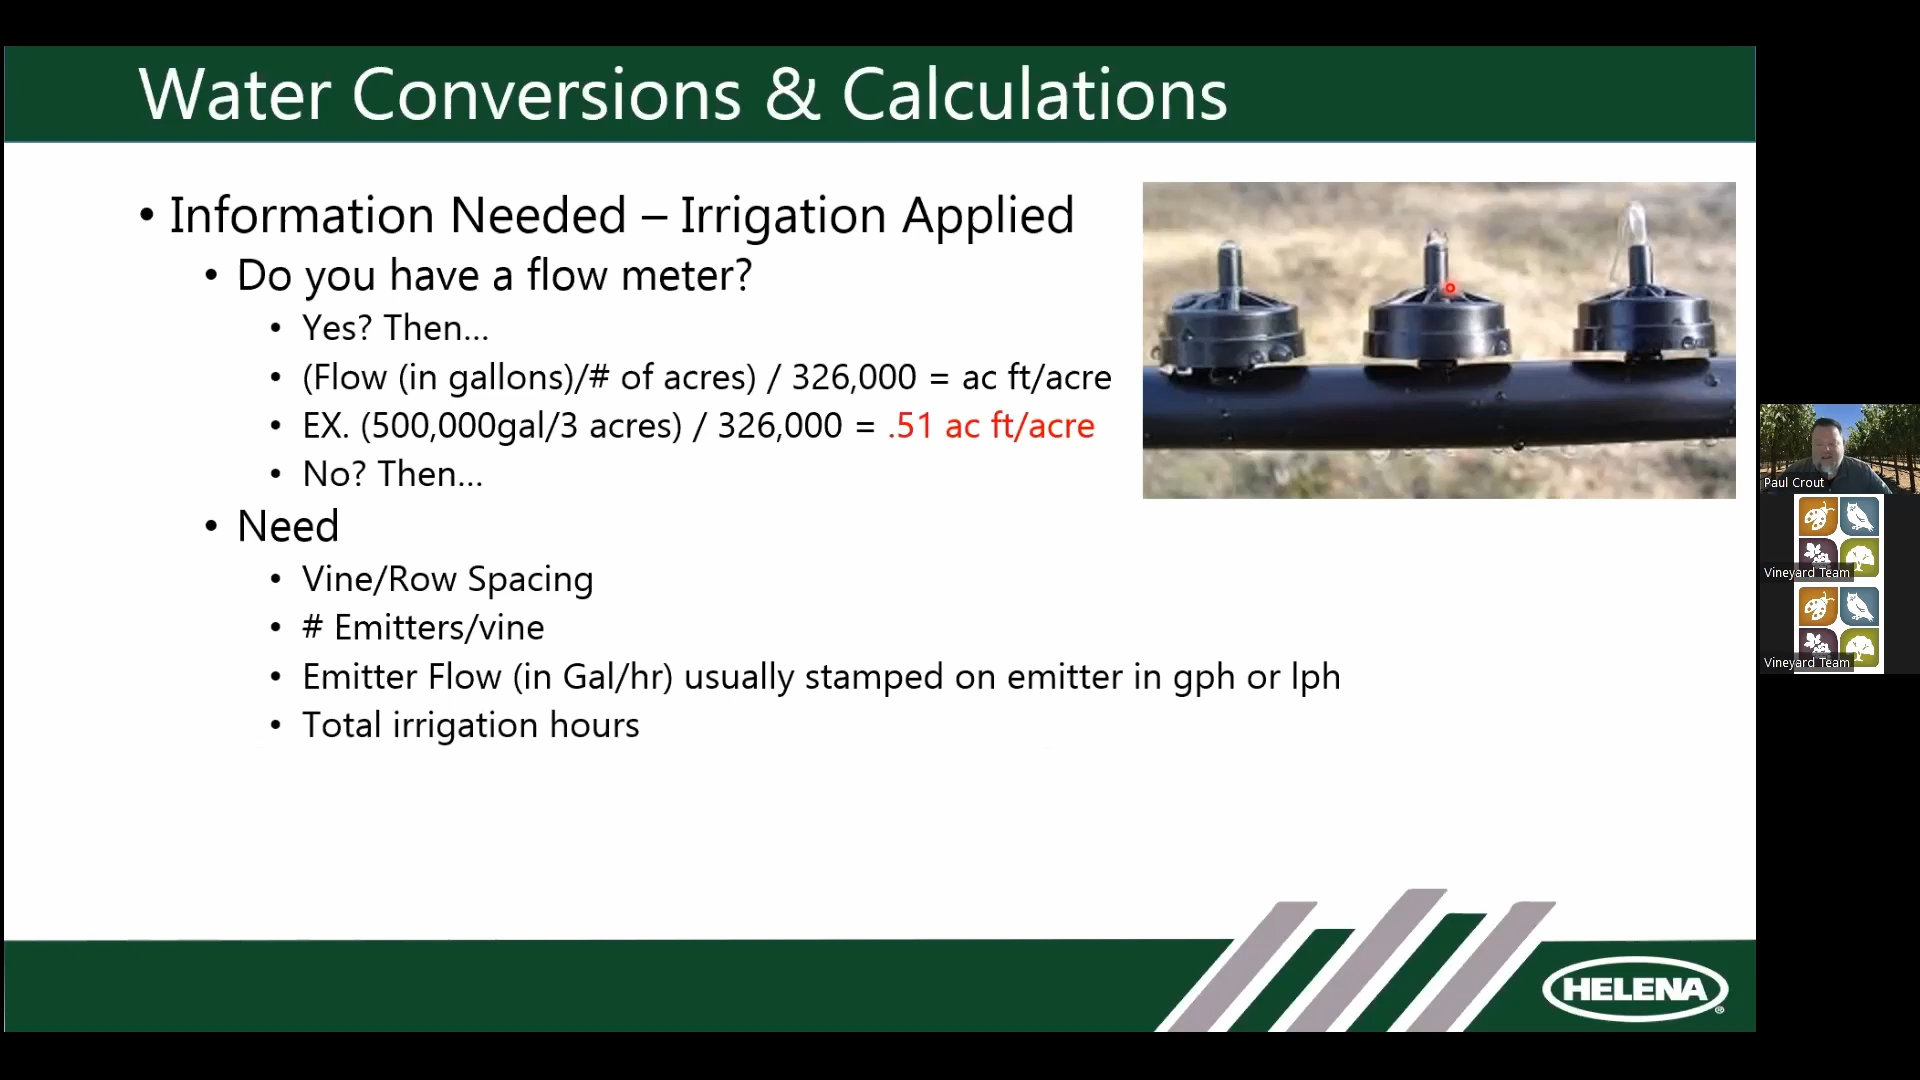 Water Conversions & Calculations
• Information Needed – Irrigation Applied
• Do you have a flow meter?
• Yes? Then...
• (Flow (in gallons)/# of acres) / 326,000 = ac ft/acre
• EX. (500,000gal/3 acres) / 326,000 = .51 ac ft/acre
• No? Then...
• Need
• Vine/Row Spacing
• # Emitters/vine
• Emitter Flow (in Gal/hr) usually stamped on emitter in gph or lph
• Total irrigation hours
HELENA®
Paul Crout
Vineyard Team
Vineyard Team